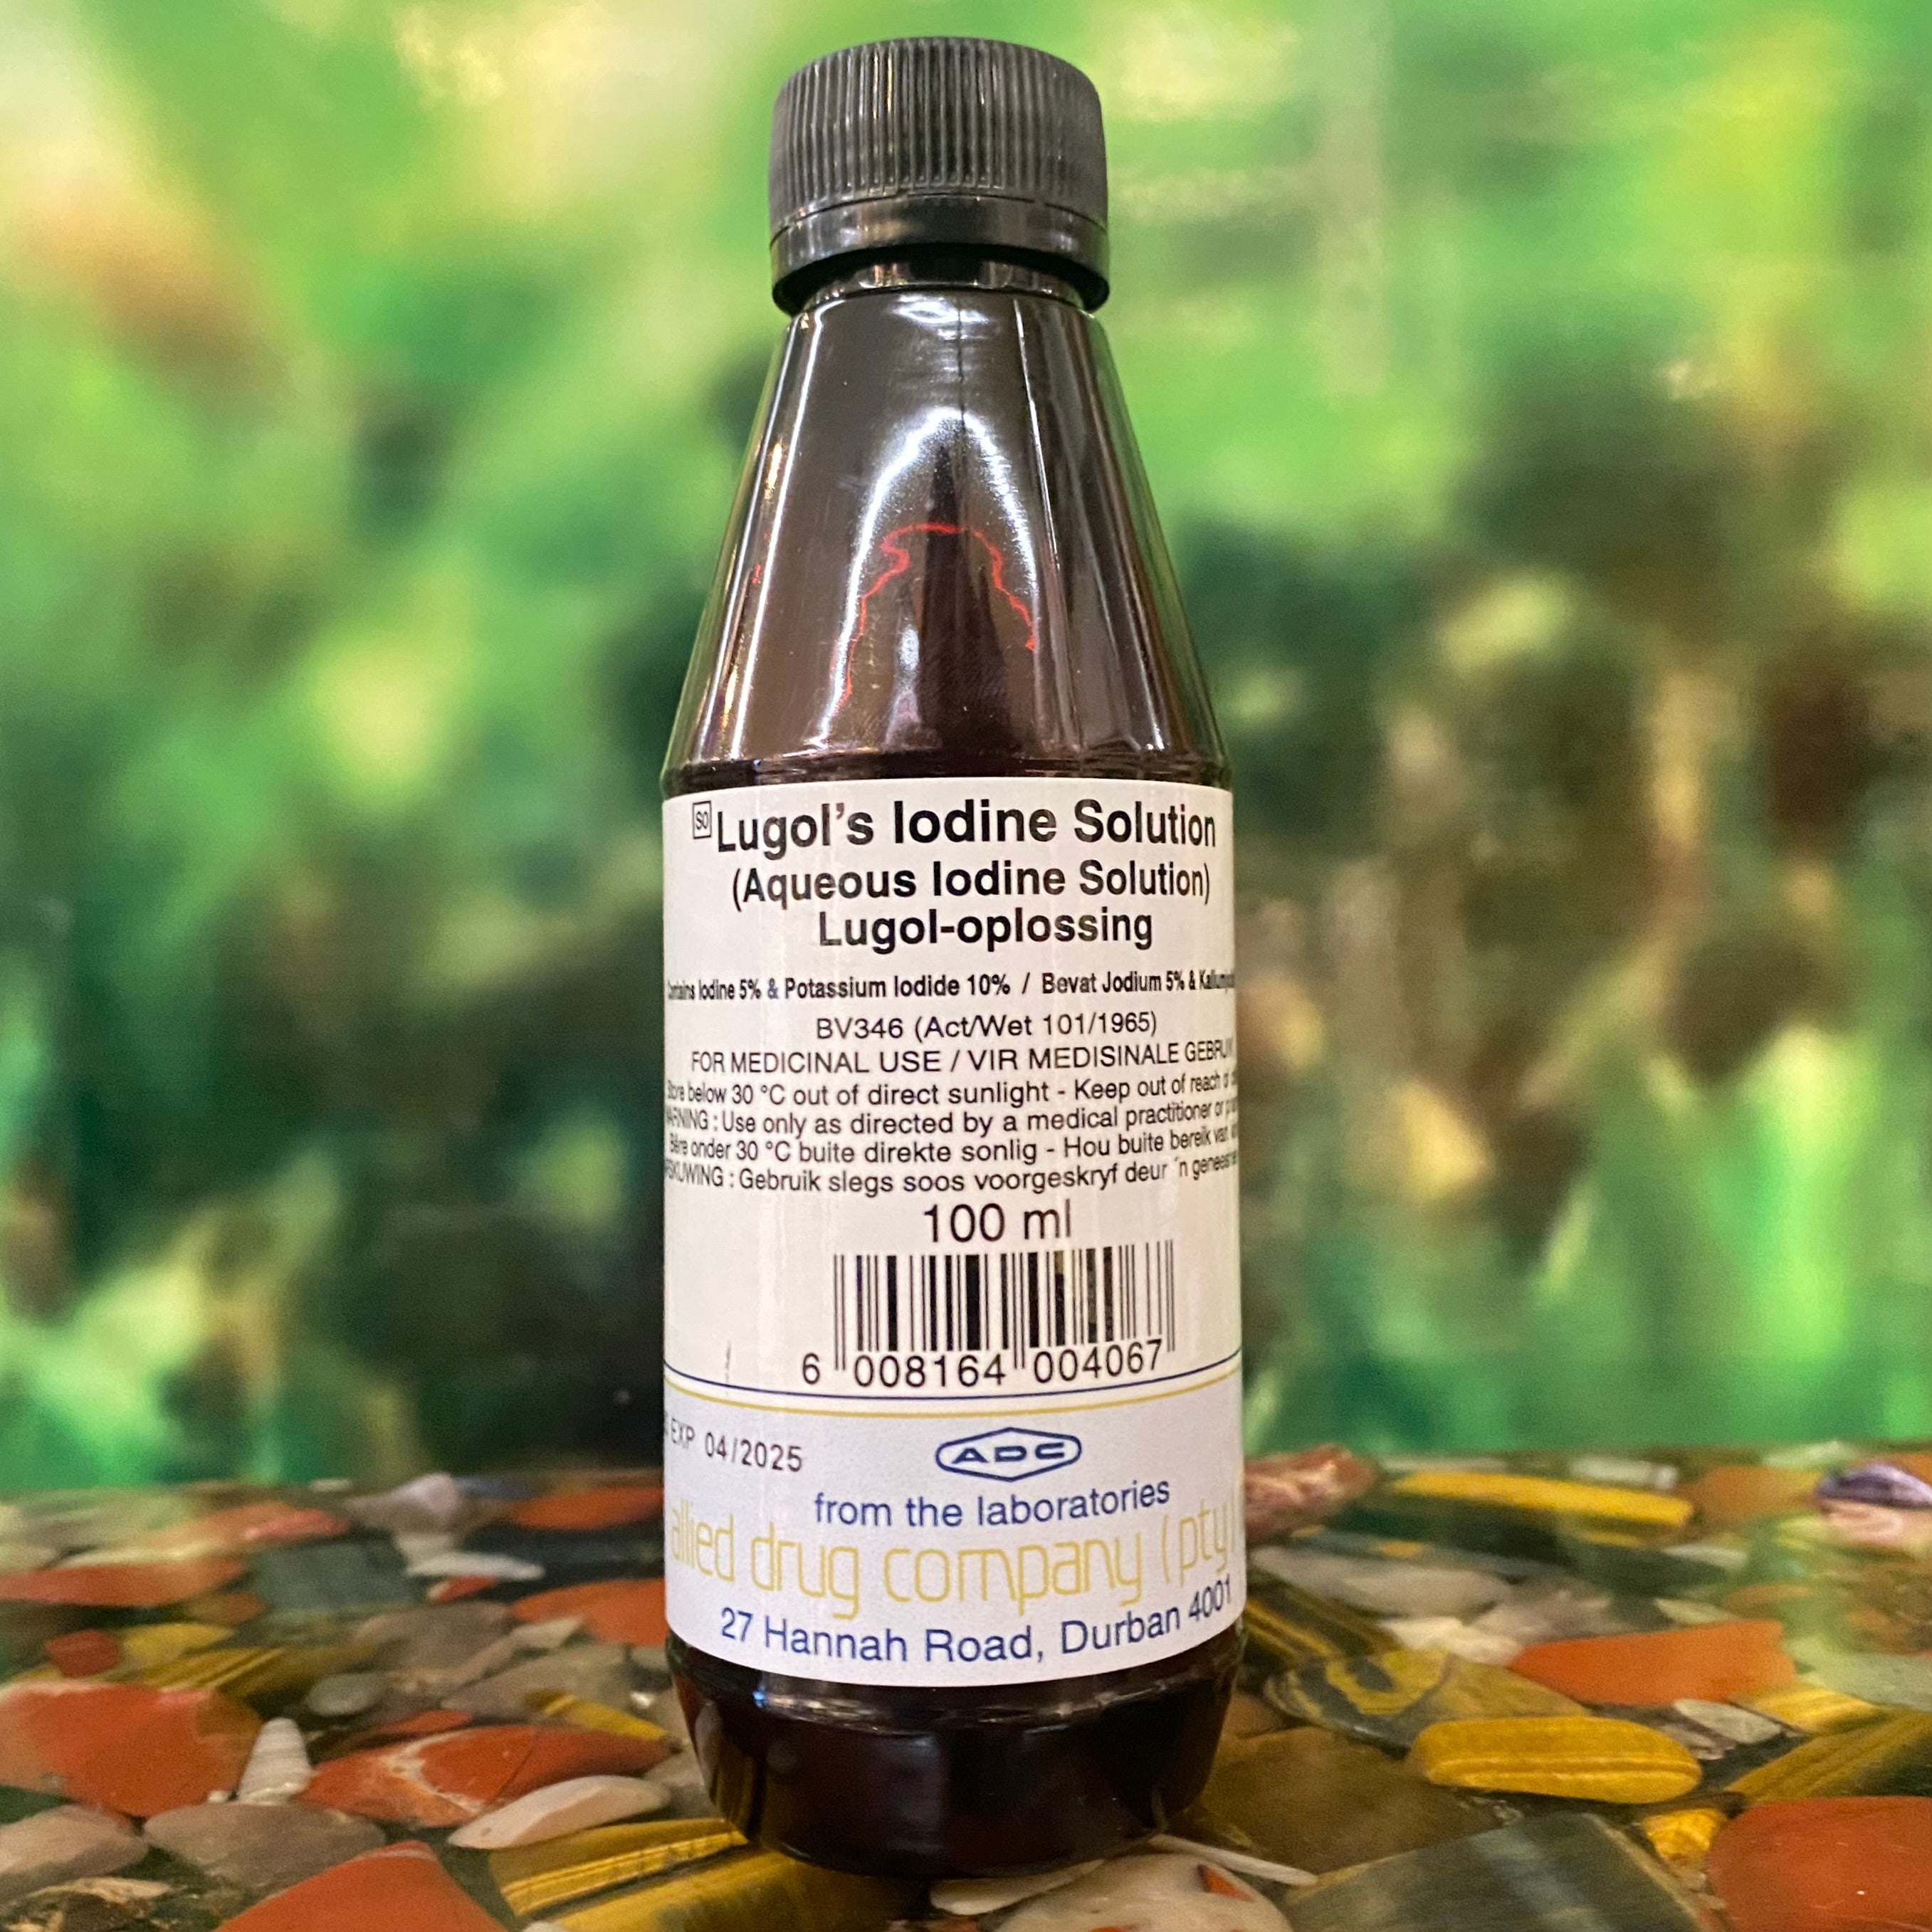 S0 Lugol's Iodine Solution
(Aqueous Iodine Solution)
Lugol-oplossing
Iodine 5% & Potassium Iodide 10% / Bevat Jodium 5% &
BV346 (Act/Wet 101/1965)
FOR MEDICINAL USE / VIR MEDISINALE
below 30 °C out of direct sunlight - Keep out of reach
: Use only as directed by a medical practitioner or
onder 30 °C buite direkte sonlig - Hou buite bereik van
: Gebruik slegs soos voorgeskryf deur 'n
100 ml
6 008164 004067
EXP 04/2025
ADC
from the laboratories
allied drug company (pty)
27 Hannah Road, Durban 4001